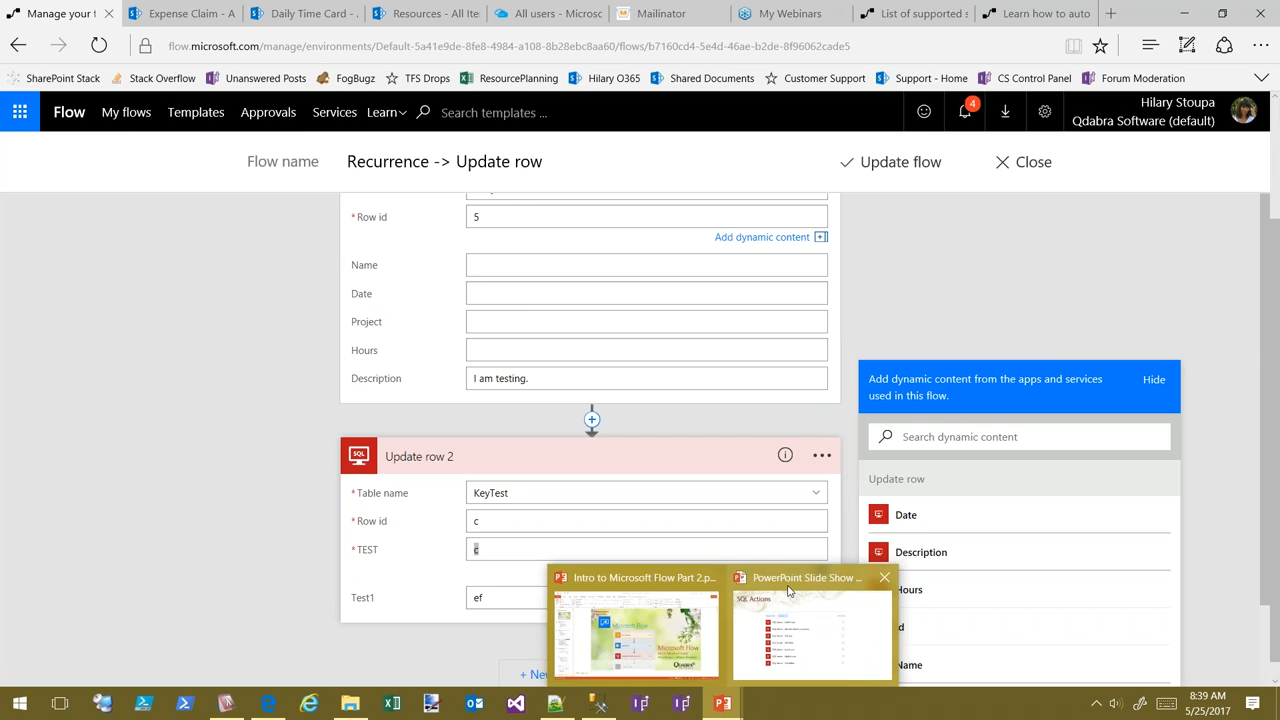 Manage your f
Expense Claim - A
Daily Time Card -
Resources - All Ite
All users - Microsc
Mailinator
My Webinars
List of supported s
Learn how to auto
flow.microsoft.com/manage/environments/Default-5a41e9de-8fe8-4984-a108-8b28ebc8aa60/flows/b7160cd4-5e4d-46ae-b2de-8f96062cade5
SharePoint Stack
Stack Overflow
Unanswered Posts
FogBugz
TFS Drops
ResourcePlanning
Hilary O365
Shared Documents
Customer Support
Support - Home
CS Control Panel
Forum Moderation
Flow
My flows
Templates
Approvals
Services
Learn
Search templates ...
4
Hilary Stoupa
Qdabra Software (default)
Flow name
Recurrence -> Update row
Update flow
Close
* Row id
5
Add dynamic content
Name
Date
Project
Hours
Description
I am testing.
SQL
Update row 2
* Table name
KeyTest
* Row id
c
* TEST
c
Test1
ef
+ New
Add dynamic content from the apps and services
used in this flow.
Hide
Search dynamic content
Update row
Date
Description
Hours
Name
Intro to Microsoft Flow Part 2.p...
PowerPoint Slide Show ...
SQL Actions
Microsoft Flow
8:39 AM
5/25/2017